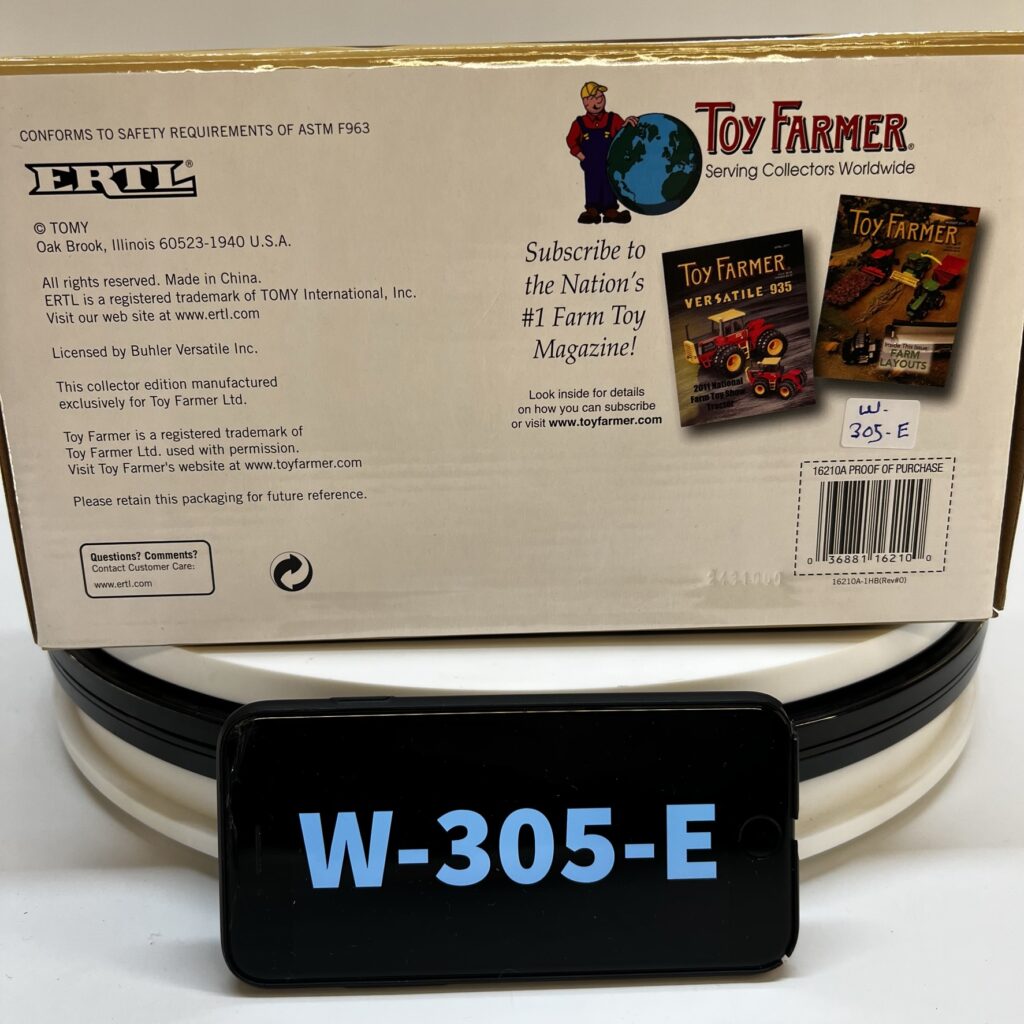 CONFORMS TO SAFETY REQUIREMENTS OF ASTM F963
ERTL®
© TOMY
Oak Brook, Illinois 60523-1940 U.S.A.
All rights reserved. Made in China.
ERTL is a registered trademark of TOMY International, Inc.
Visit our web site at www.ertl.com
Licensed by Buhler Versatile Inc.
This collector edition manufactured
exclusively for Toy Farmer Ltd.
Toy Farmer is a registered trademark of
Toy Farmer Ltd. used with permission.
Visit Toy Farmer's website at www.toyfarmer.com
Please retain this packaging for future reference.
Questions? Comments?
Contact Customer Care:
www.ertl.com
TOY FARMER®
Serving Collectors Worldwide
Subscribe to
the Nation's
#1 Farm Toy
Magazine!
Look inside for details
on how you can subscribe
or visit www.toyfarmer.com
TOY FARMER
VERSATILE 935
2011 National
Farm Toy Show
Tractor
TOY FARMER
Inside This Issue:
FARM
LAYOUTS
W-
305-E
16210A PROOF OF PURCHASE
0 36881 16210 0
16210A-1HB(Rev#0)
W-305-E